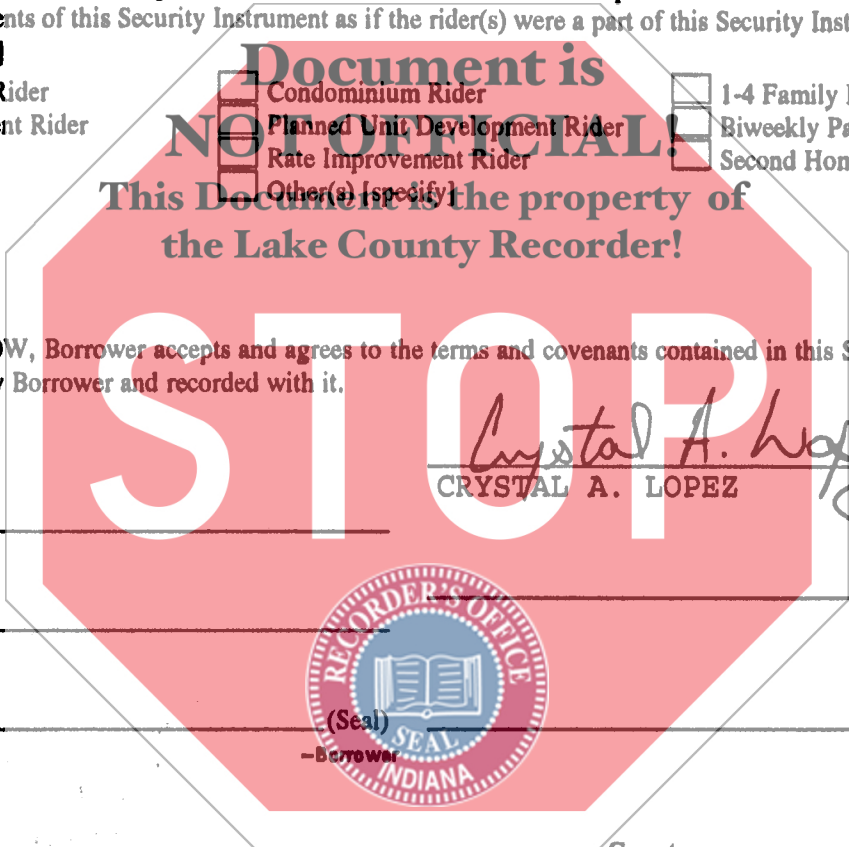 nts of this Security Instrument as if the rider(s) were a part of this Security Inst
Document is
Rider Condominium Rider 1-4 Family
nt Rider Planned Unit Development Rider Biweekly Pa
NOT OFFICIAL!
Rate Improvement Rider Second Hom
Other(s) [specify]
This Document is the property of
the Lake County Recorder!
STOP
OW, Borrower accepts and agrees to the terms and covenants contained in this S
Borrower and recorded with it.
Crystal A. Lopez
CRYSTAL A. LOPEZ
RECORDER'S OFFICE
(Seal)
SEAL
-Borrower
INDIANA